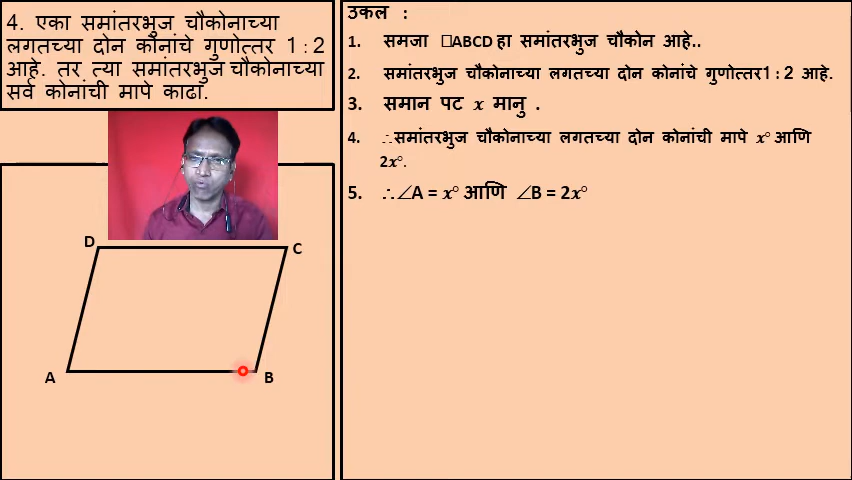 4. एका समांतरभुज चौकोनाच्या
लगतच्या दोन कोनांचे गुणोत्तर 1 : 2
आहे. तर त्या समांतरभुज चौकोनाच्या
सर्व कोनांची मापे काढा.
D
C
A
B
उकल :
1. समजा □ABCD हा समांतरभुज चौकोन आहे..
2. समांतरभुज चौकोनाच्या लगतच्या दोन कोनांचे गुणोत्तर1 : 2 आहे.
3. समान पट x मानु .
4. ∴समांतरभुज चौकोनाच्या लगतच्या दोन कोनांची मापे x° आणि
2x°.
5. ∴∠A = x° आणि ∠B = 2x°